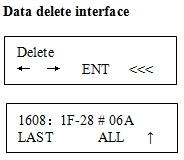 Data delete interface
Delete
← → ENT <<<
1608: 1F-28 # 06A
LAST ALL ↑